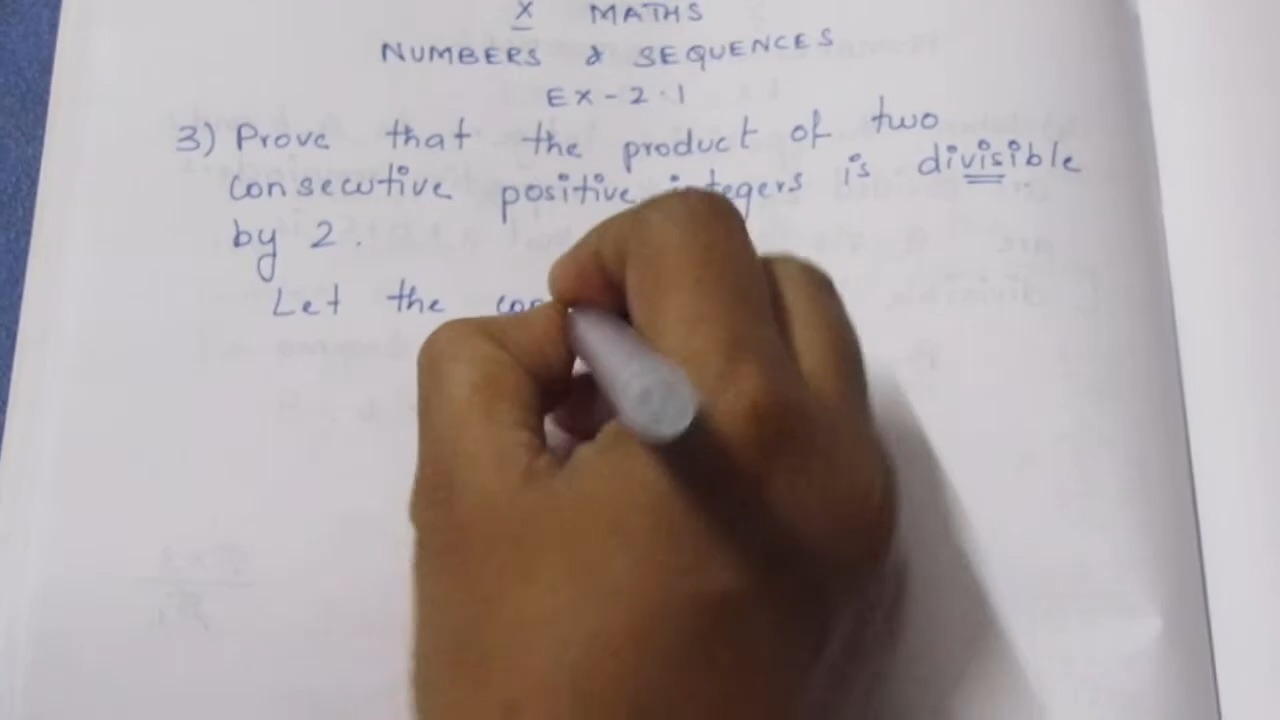 X MATHS
NUMBERS & SEQUENCES
Ex-2.1
3) Prove that the product of two
consecutive positive integers is divisible
by 2.
Let the